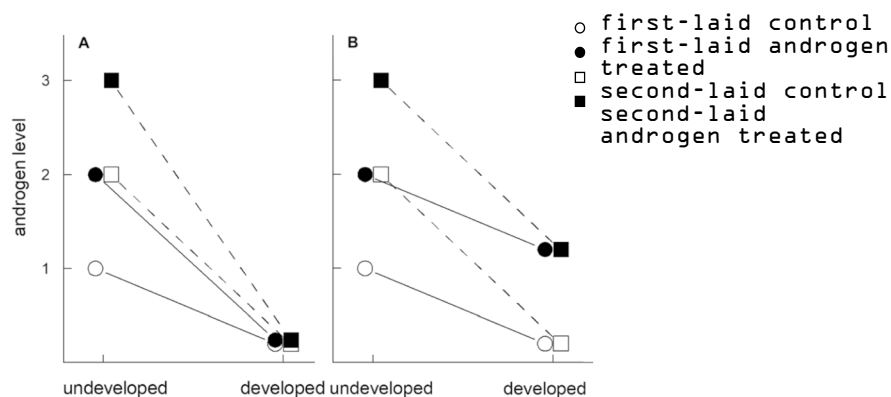 A
B
first-laid control
first-laid androgen
treated
second-laid control
second-laid
androgen treated
androgen level
3
2
1
undeveloped
developed
undeveloped
developed